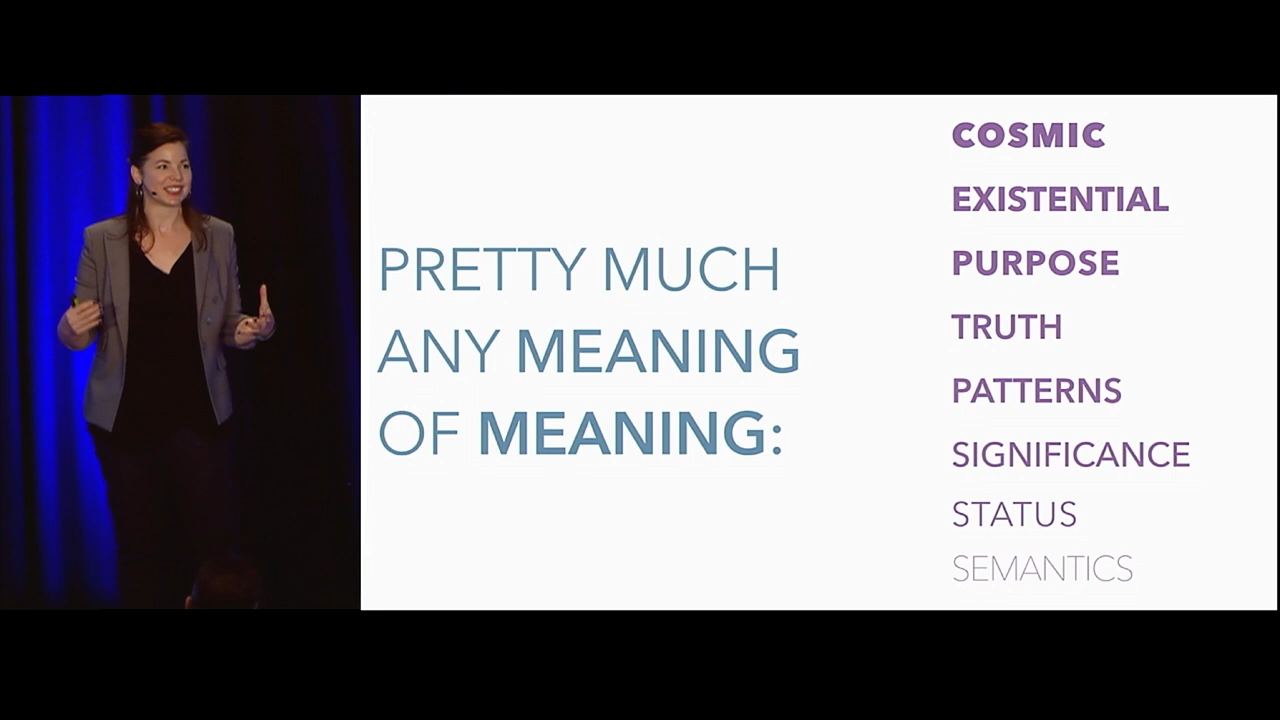 PRETTY MUCH
ANY MEANING
OF MEANING:
COSMIC
EXISTENTIAL
PURPOSE
TRUTH
PATTERNS
SIGNIFICANCE
STATUS
SEMANTICS